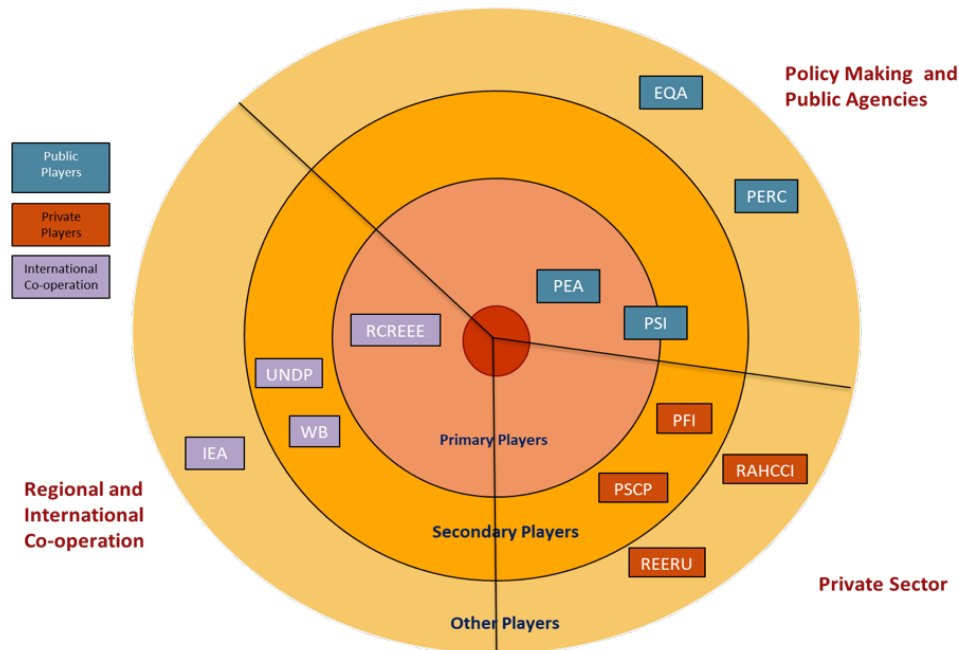 EQA
Policy Making and
Public Agencies
Public
Players
PERC
Private
Players
International
Co-operation
PEA
PSI
RCREEE
UNDP
WB
IEA
Primary Players
PFI
RAHCCI
PSCP
Regional and
International
Co-operation
Secondary Players
REERU
Private Sector
Other Players